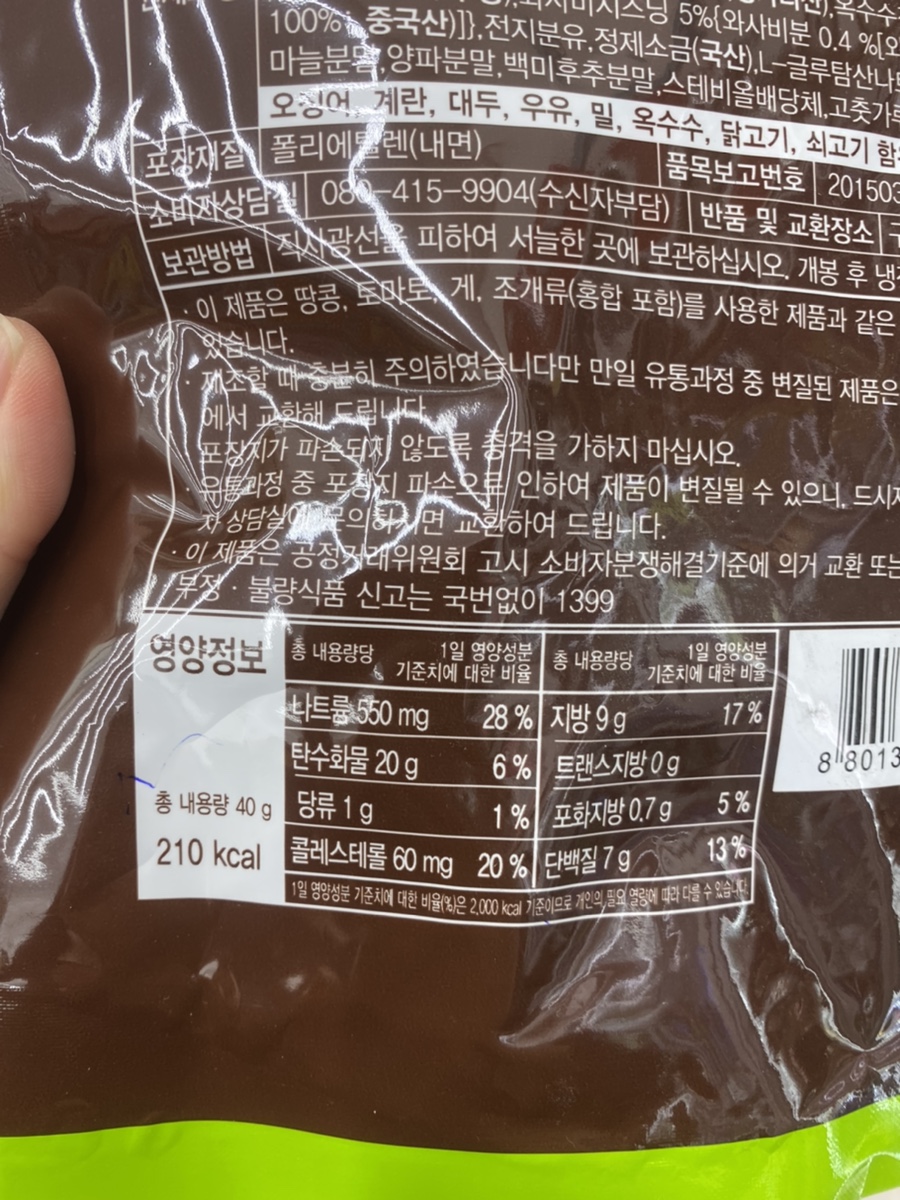 와사비시즈닝 5%{와사비분 0.4 %[
100%, 중국산)]},전지분유,정제소금(국산),L-글루탐산나
마늘분말,양파분말,백미후추분말,스테비올배당체,고춧가루
오징어, 계란, 대두, 우유, 밀, 옥수수, 닭고기, 쇠고기 함
포장재질 폴리에틸렌(내면) 품목보고번호 201503
소비자상담실 080-415-9904(수신자부담) 반품 및 교환장소 구
보관방법 직사광선을 피하여 서늘한 곳에 보관하십시오. 개봉 후 냉
· 이 제품은 땅콩, 토마토, 게, 조개류(홍합 포함)를 사용한 제품과 같은
있습니다.
· 제조할 때 충분히 주의하였습니다만 만일 유통과정 중 변질된 제품은
에서 교환해 드립니다.
· 포장지가 파손되지 않도록 충격을 가하지 마십시오.
· 유통과정 중 포장지 파손으로 인하여 제품이 변질될 수 있으니, 드시
자 상담실에 문의하시면 교환하여 드립니다.
· 이 제품은 공정거래위원회 고시 소비자분쟁해결기준에 의거 교환 또는
· 부정 · 불량식품 신고는 국번없이 1399
영양정보 총 내용량당 1일 영양성분 기준치에 대한 비율 총 내용량당 1일 영양성분 기준치에 대한 비율
나트륨 550 mg 28 % 지방 9 g 17 %
탄수화물 20 g 6 % 트랜스지방 0 g
총 내용량 40 g 당류 1 g 1 % 포화지방 0.7 g 5 %
210 kcal 콜레스테롤 60 mg 20 % 단백질 7 g 13 %
1일 영양성분 기준치에 대한 비율(%)은 2,000 kcal 기준이므로 개인의 필요 열량에 따라 다를 수 있습니다.
8 8013